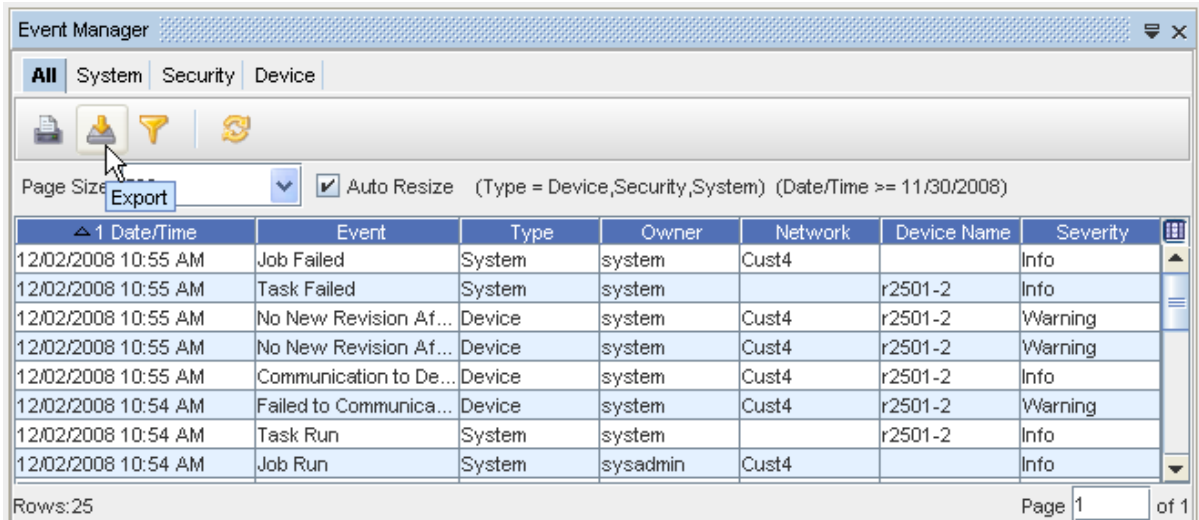 Event Manager
All System Security Device
Page Size Auto Resize (Type = Device,Security,System) (Date/Time >= 11/30/2008)
Export
1 Date/Time Event Type Owner Network Device Name Severity
12/02/2008 10:55 AM Job Failed System system Cust4 Info
12/02/2008 10:55 AM Task Failed System system r2501-2 Info
12/02/2008 10:55 AM No New Revision Af... Device system Cust4 r2501-2 Warning
12/02/2008 10:55 AM No New Revision Af... Device system Cust4 r2501-2 Warning
12/02/2008 10:55 AM Communication to De... Device system Cust4 r2501-2 Info
12/02/2008 10:54 AM Failed to Communica... Device system Cust4 r2501-2 Warning
12/02/2008 10:54 AM Task Run System system r2501-2 Info
12/02/2008 10:54 AM Job Run System sysadmin Cust4 Info
Rows:25 Page 1 of 1